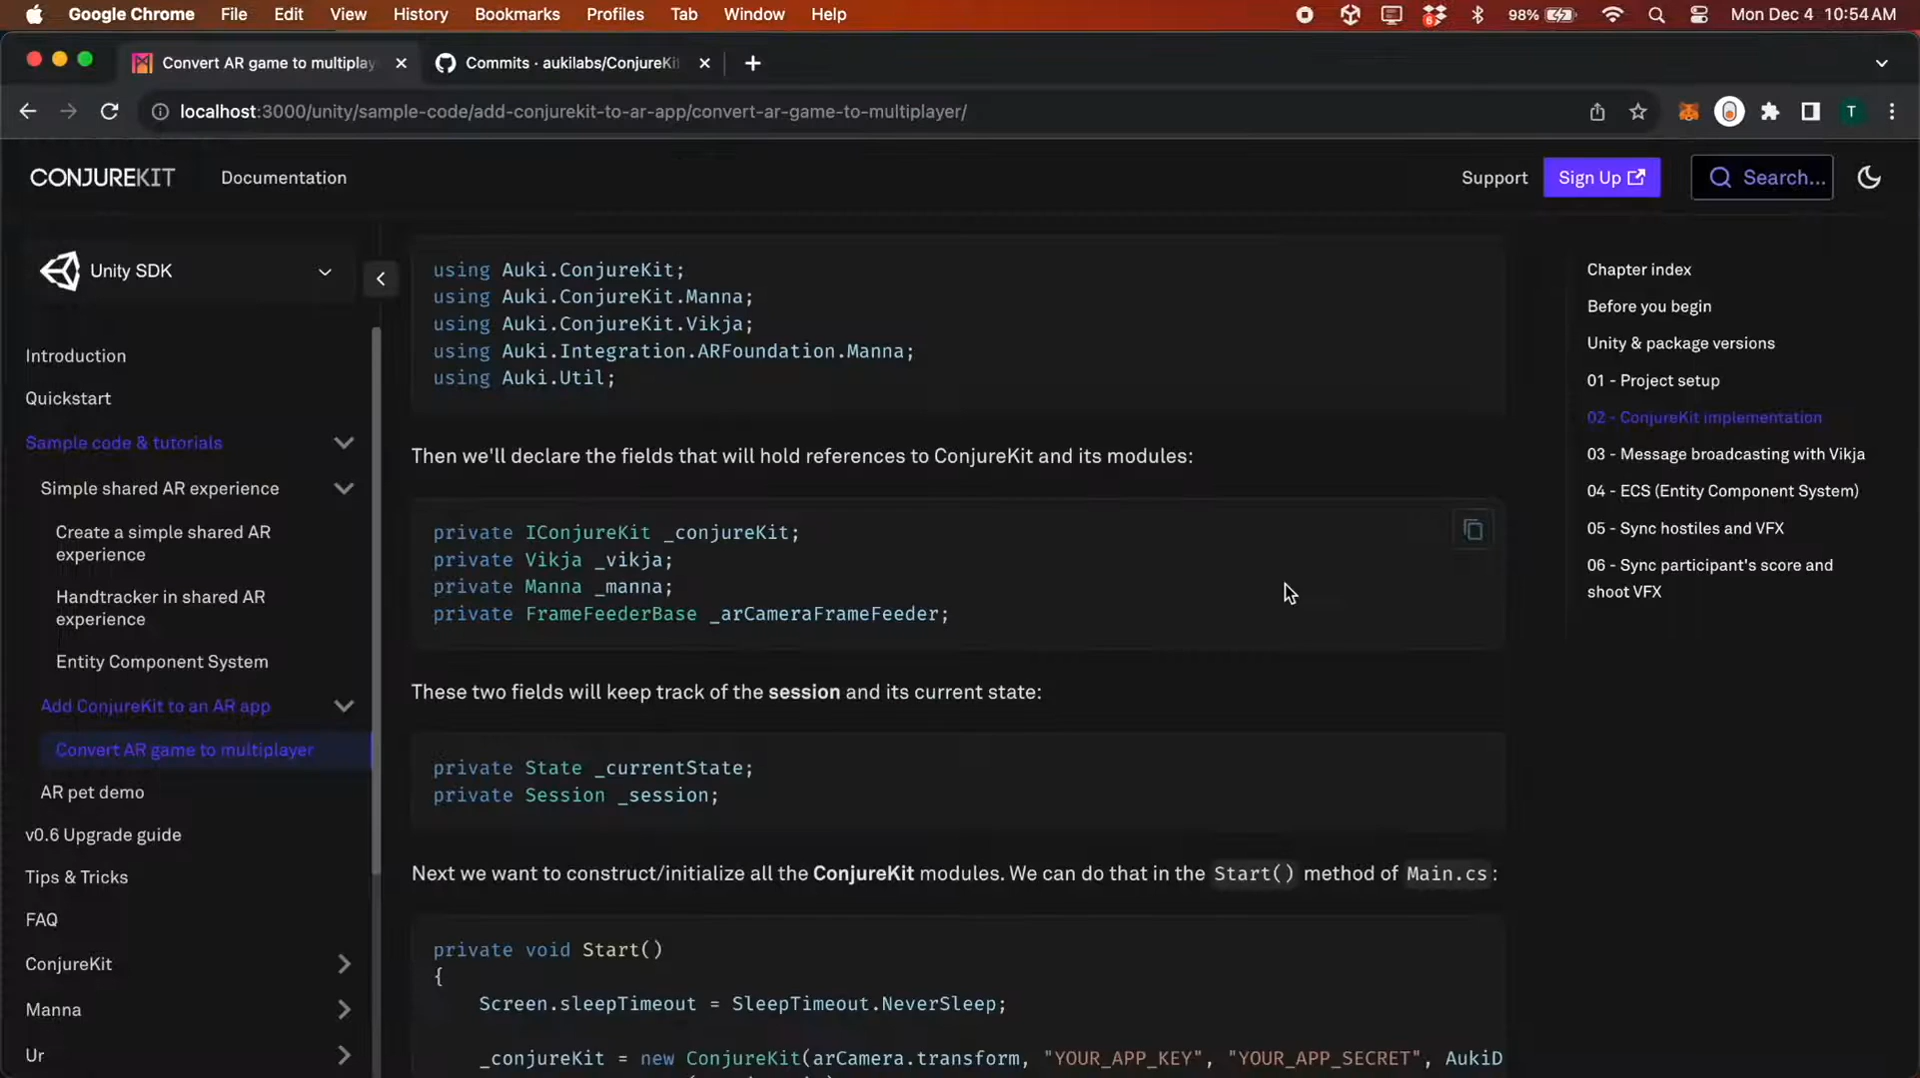 Google Chrome File Edit View History Bookmarks Profiles Tab Window Help 6 98% Mon Dec 4 10:54 AM
Convert AR game to multiplay Commits · aukilabs/ConjureKit
localhost:3000/unity/sample-code/add-conjurekit-to-ar-app/convert-ar-game-to-multiplayer/ T
CONJUREKIT Documentation Support Sign Up Search...
Unity SDK
Introduction
Quickstart
Sample code & tutorials
Simple shared AR experience
Create a simple shared AR
experience
Handtracker in shared AR
experience
Entity Component System
Add ConjureKit to an AR app
Convert AR game to multiplayer
AR pet demo
v0.6 Upgrade guide
Tips & Tricks
FAQ
ConjureKit
Manna
Ur
using Auki.ConjureKit;
using Auki.ConjureKit.Manna;
using Auki.ConjureKit.Vikja;
using Auki.Integration.ARFoundation.Manna;
using Auki.Util;
Then we'll declare the fields that will hold references to ConjureKit and its modules:
private IConjureKit _conjureKit;
private Vikja _vikja;
private Manna _manna;
private FrameFeederBase _arCameraFrameFeeder;
These two fields will keep track of the session and its current state:
private State _currentState;
private Session _session;
Next we want to construct/initialize all the ConjureKit modules. We can do that in the Start() method of Main.cs:
private void Start()
{
Screen.sleepTimeout = SleepTimeout.NeverSleep;
_conjureKit = new ConjureKit(arCamera.transform, "YOUR_APP_KEY", "YOUR_APP_SECRET", AukiD
Chapter index
Before you begin
Unity & package versions
01 - Project setup
02 - ConjureKit implementation
03 - Message broadcasting with Vikja
04 - ECS (Entity Component System)
05 - Sync hostiles and VFX
06 - Sync participant's score and
shoot VFX